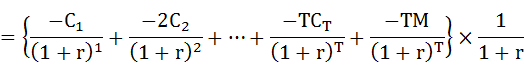 = {−C₁/(1 + r)¹ + −2C₂/(1 + r)² + ⋯ + −TC_T/(1 + r)^T + −TM/(1 + r)^T} × 1/(1 + r)